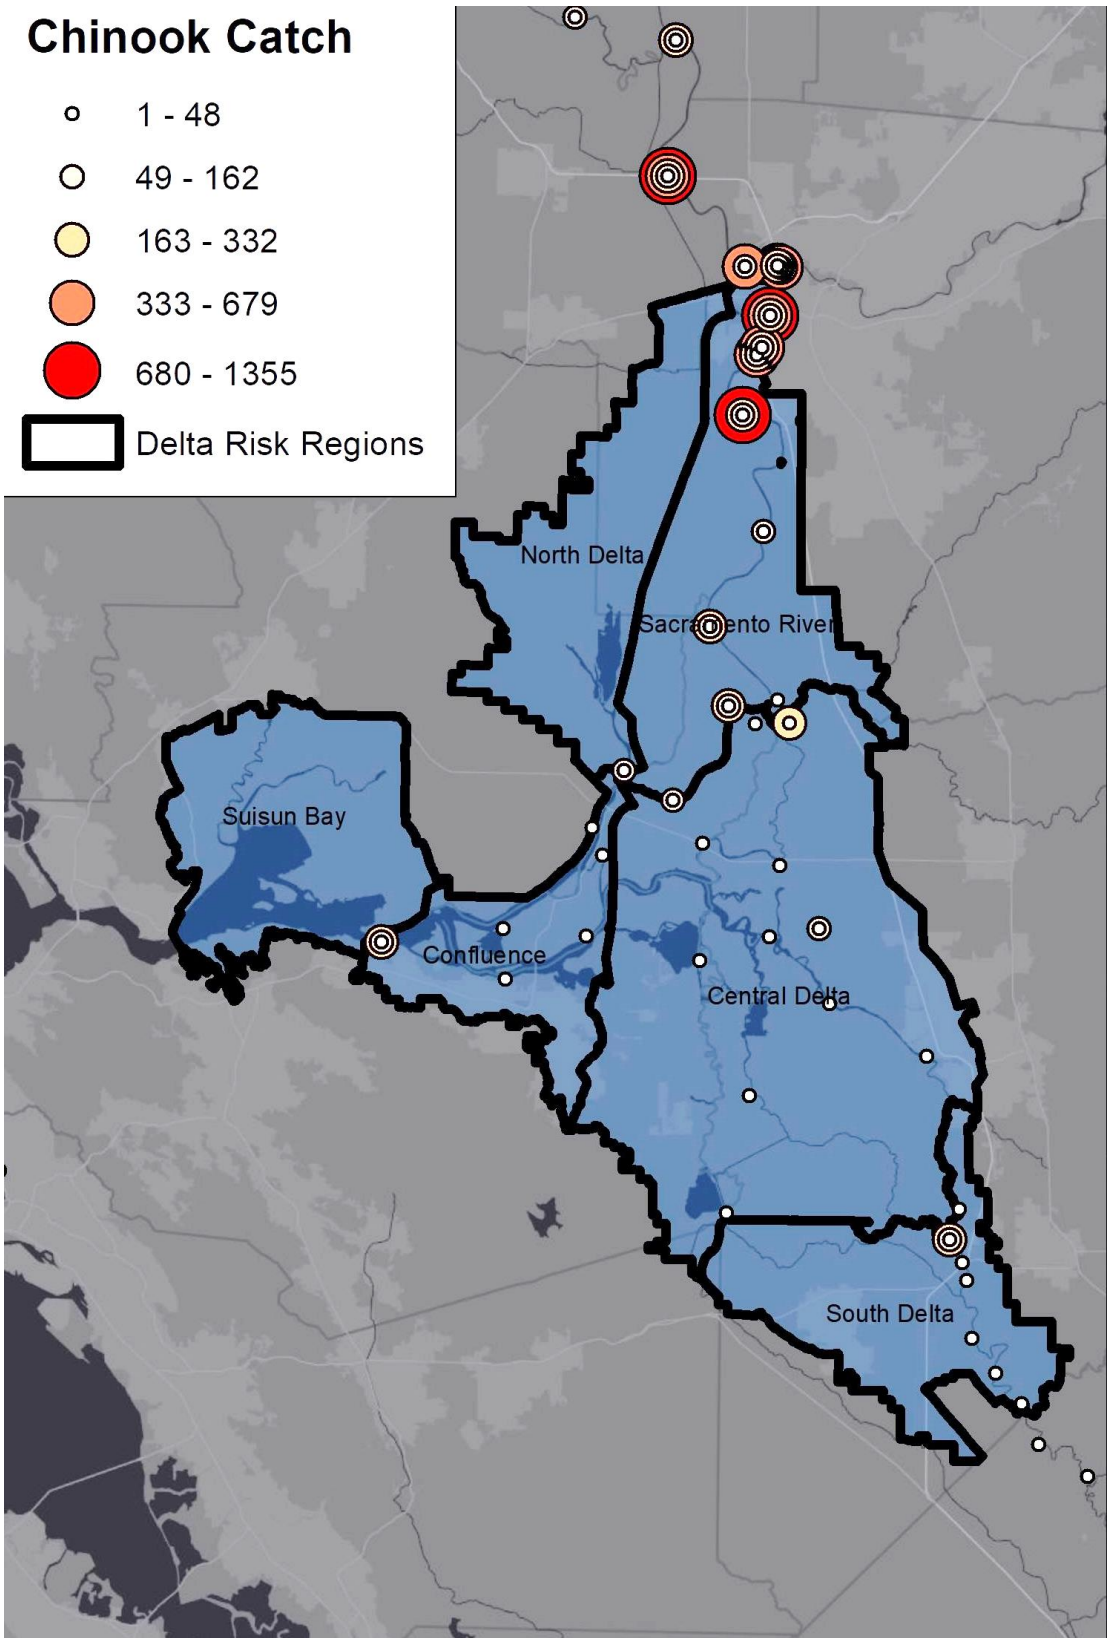 Chinook Catch
1 - 48
49 - 162
163 - 332
333 - 679
680 - 1355
Delta Risk Regions
North Delta
Sacramento River
Suisun Bay
Confluence
Central Delta
South Delta